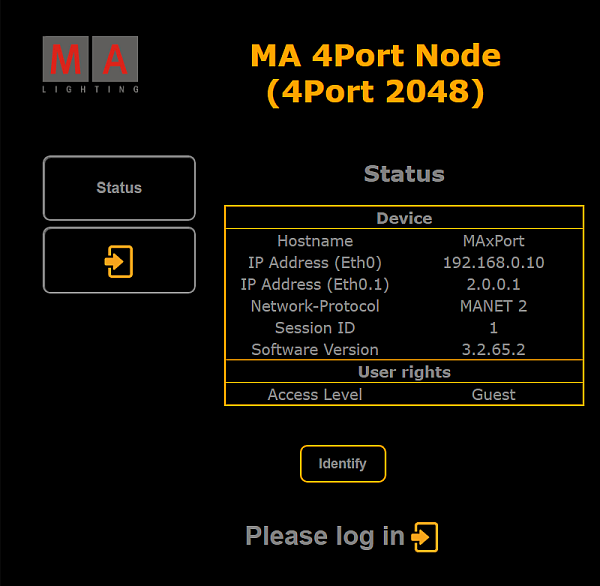 MA
LIGHTING
MA 4Port Node
(4Port 2048)
Status
Status
Device
Hostname MAxPort
IP Address (Eth0) 192.168.0.10
IP Address (Eth0.1) 2.0.0.1
Network-Protocol MANET 2
Session ID 1
Software Version 3.2.65.2
User rights
Access Level Guest
Identify
Please log in